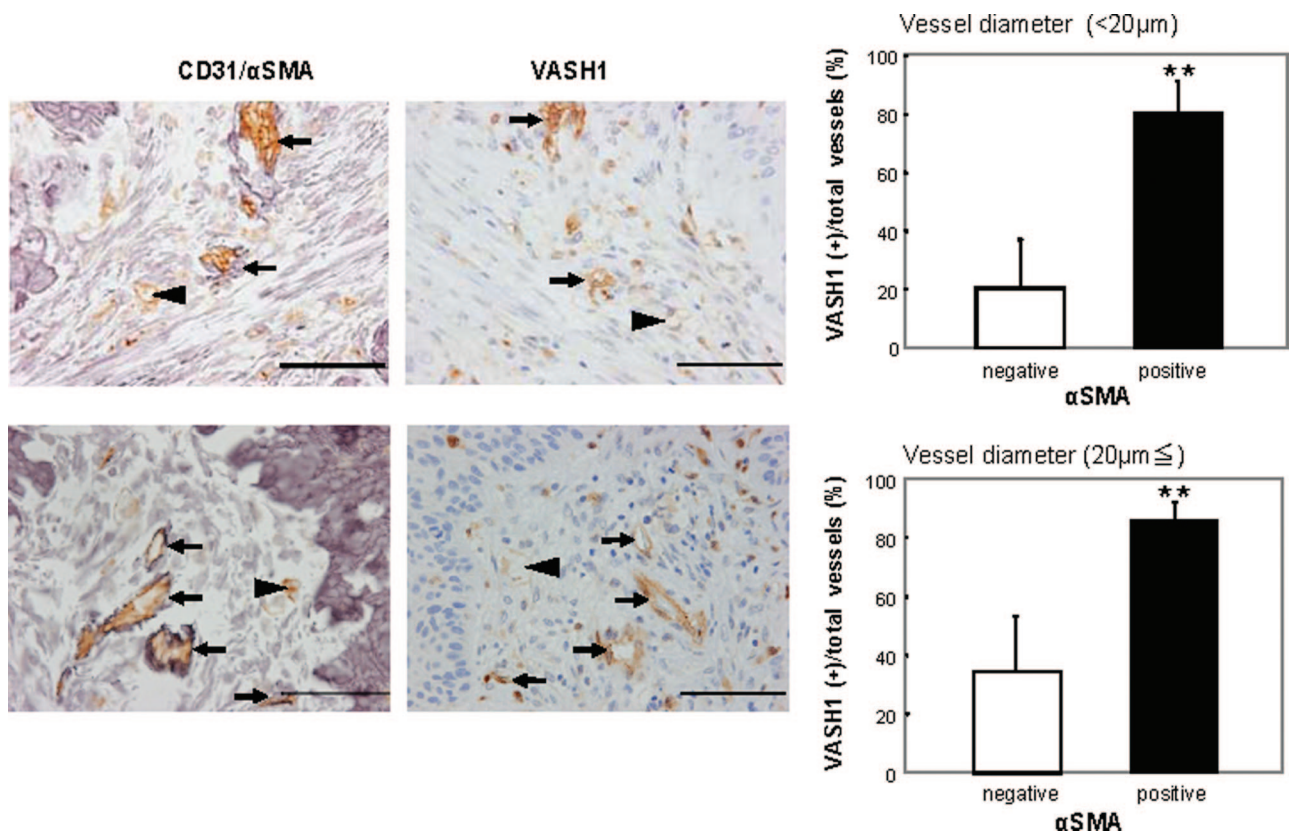 CD31/αSMA
VASH1
Vessel diameter (<20μm)
VASH1 (+)/total vessels (%)
100
80
60
40
20
0
**
negative
positive
αSMA
Vessel diameter (20μm≦)
VASH1 (+)/total vessels (%)
100
80
60
40
20
0
**
negative
positive
αSMA